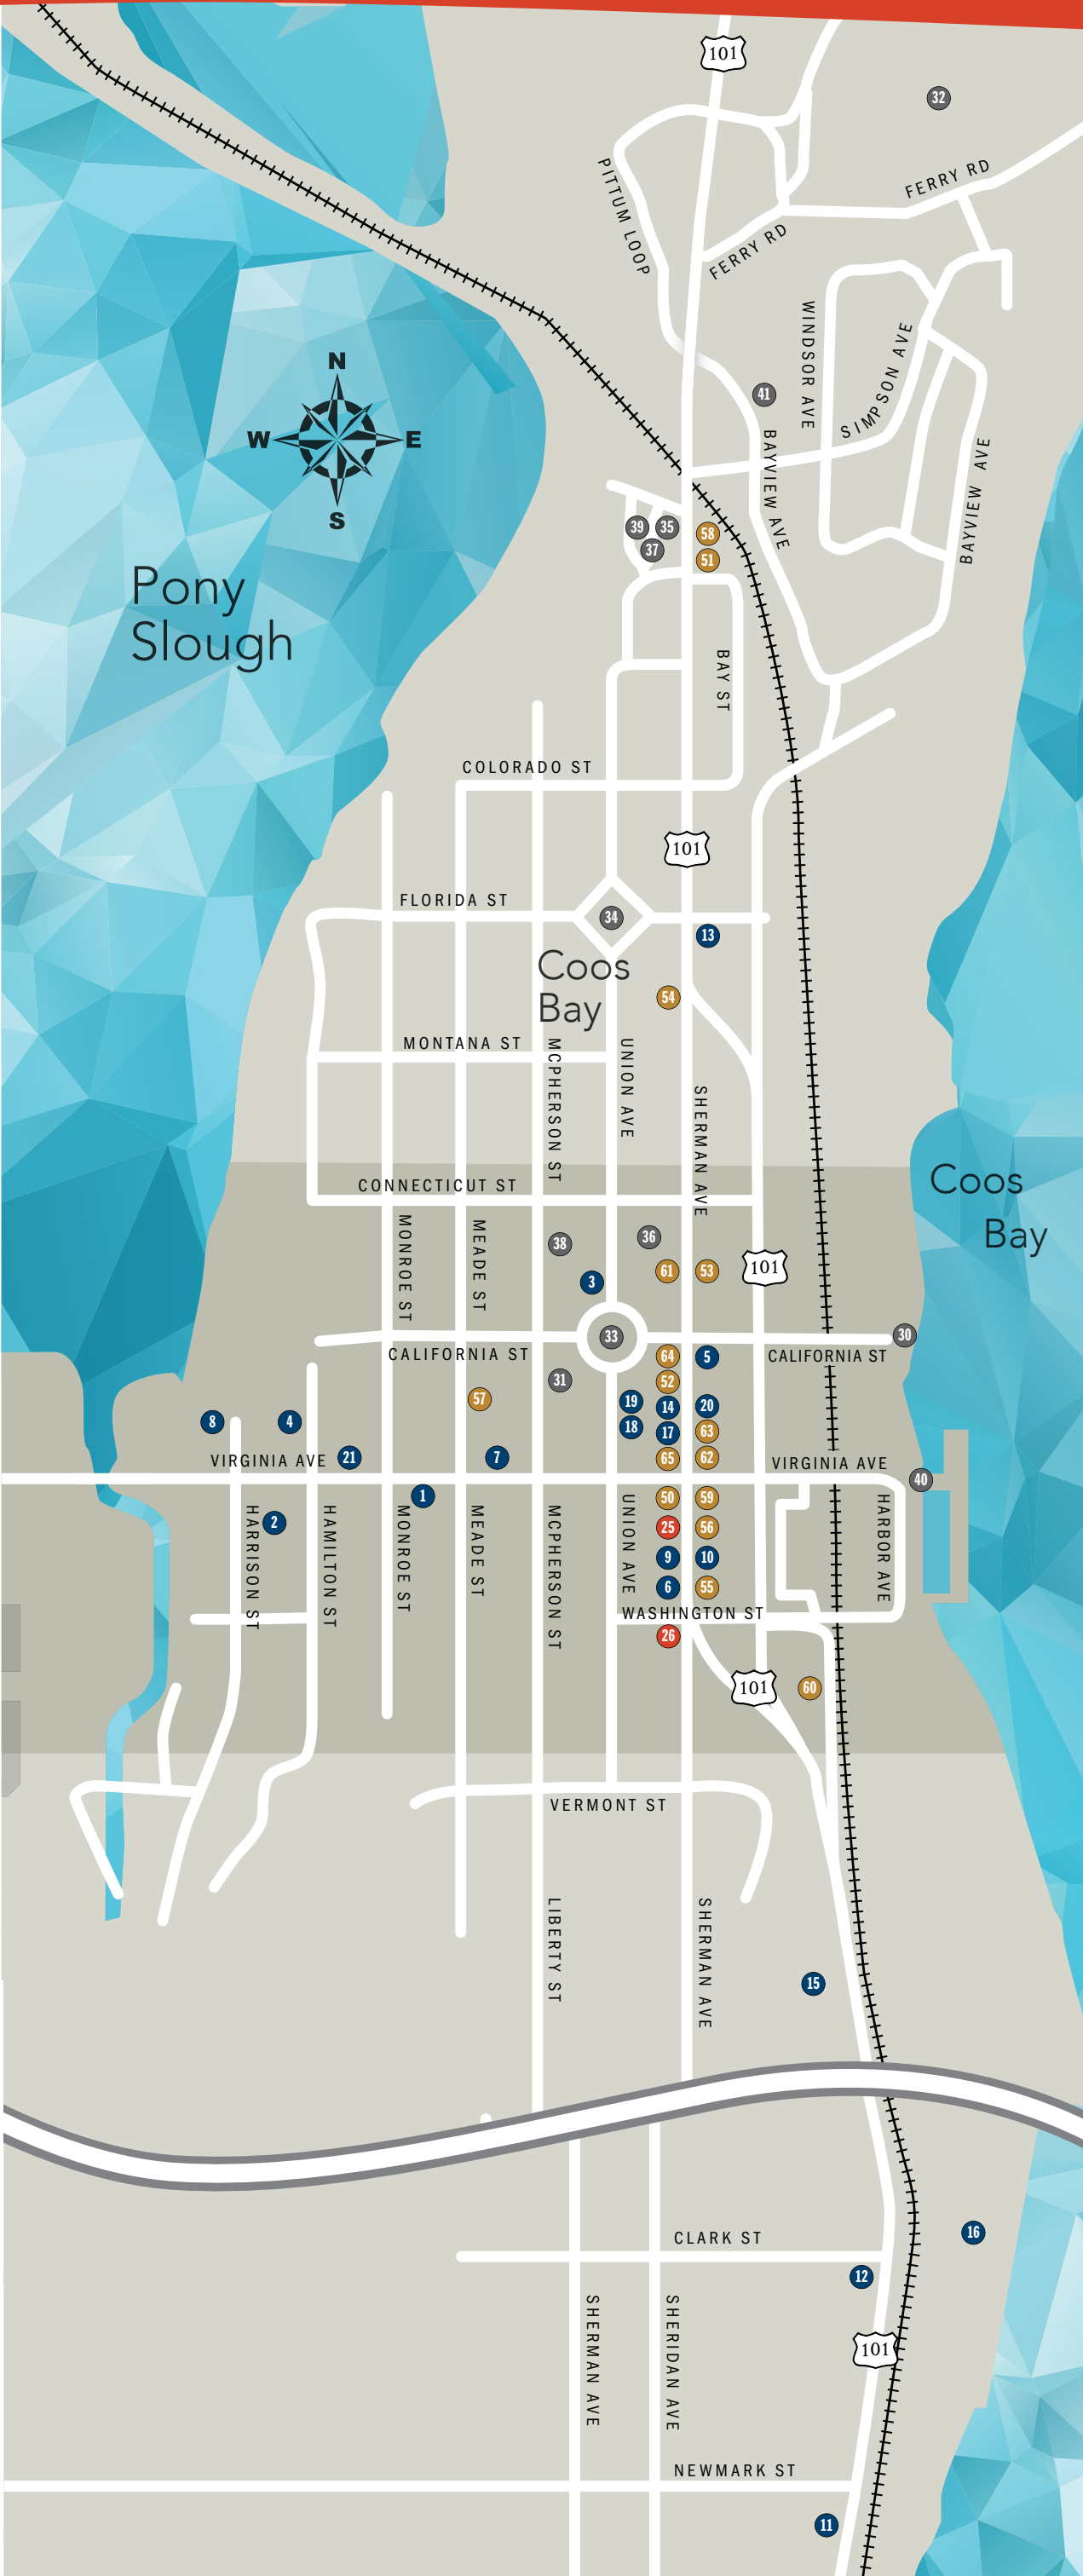 101
32
FERRY RD
PITTUM LOOP
FERRY RD
WINDSOR AVE
SIMPSON AVE
N
W E
S
41
BAYVIEW AVE
BAYVIEW AVE
39 35
37
58
51
Pony
Slough
BAY ST
COLORADO ST
101
FLORIDA ST
34
13
Coos
Bay
54
MONTANA ST
MCPHERSON ST
UNION AVE
SHERMAN AVE
CONNECTICUT ST
Coos
Bay
MONROE ST
MEADE ST
38
36
3
61 53
101
33
30
CALIFORNIA ST
CALIFORNIA ST
64 5
31
52
57
19 14 20
8 4
18 17 63
VIRGINIA AVE
21
7
65 62
VIRGINIA AVE
40
1
50 59
2
25 56
9 10
6 55
HARRISON ST
HAMILTON ST
MONROE ST
MEADE ST
MCPHERSON ST
UNION AVE
HARBOR AVE
WASHINGTON ST
26
101
60
VERMONT ST
LIBERTY ST
SHERMAN AVE
15
16
CLARK ST
12
SHERMAN AVE
SHERIDAN AVE
101
NEWMARK ST
11